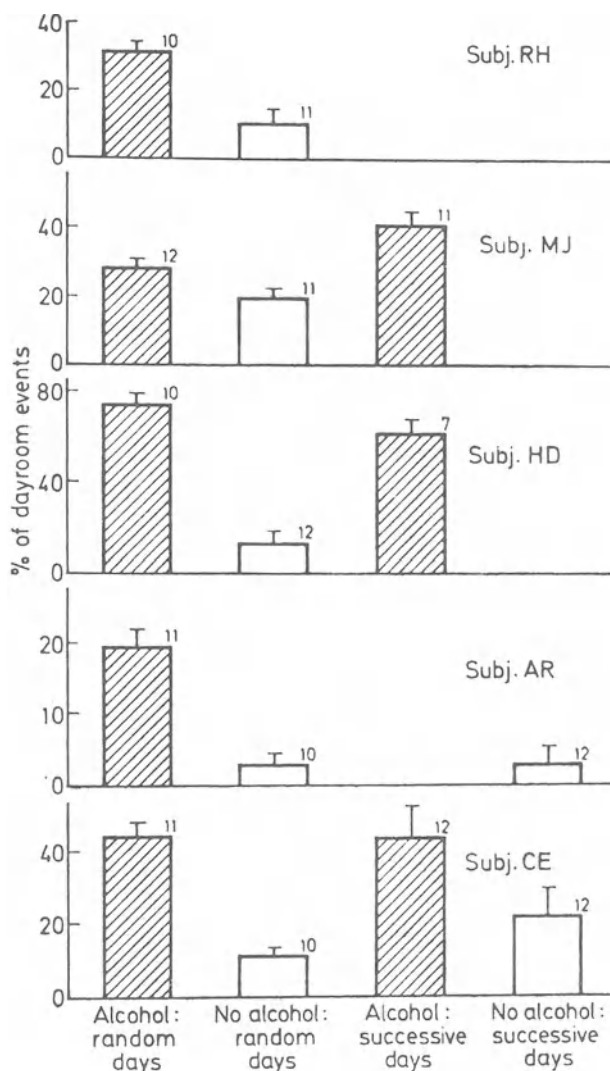 40
20
0
10
11
Subj. RH
40
20
0
12
11
11
Subj. MJ
% of dayroom events
80
40
0
10
12
7
Subj. HD
20
10
0
11
10
12
Subj. AR
40
20
0
11
10
12
12
Subj. CE
Alcohol:
random
days
No alcohol:
random
days
Alcohol:
successive
days
No alcohol:
successive
days